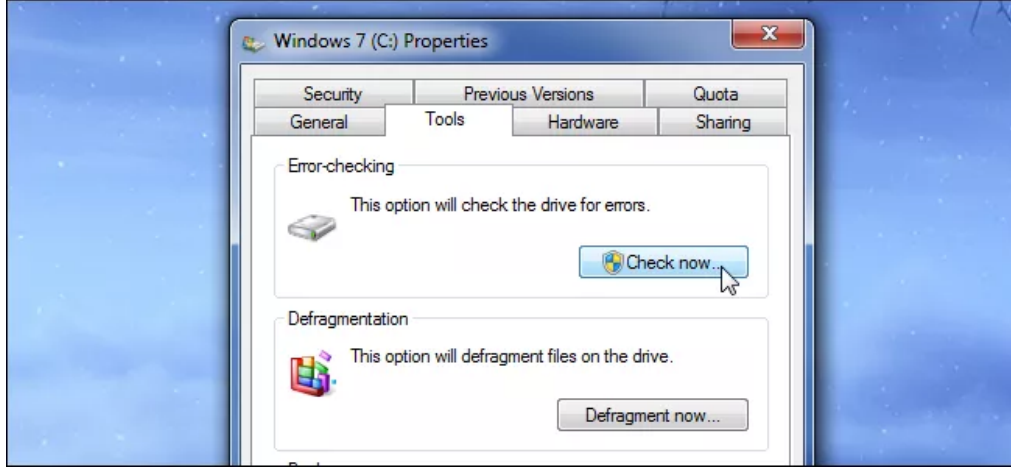 Windows 7 (C:) Properties
Security Previous Versions Quota
General Tools Hardware Sharing
Error-checking
This option will check the drive for errors.
Check now...
Defragmentation
This option will defragment files on the drive.
Defragment now...